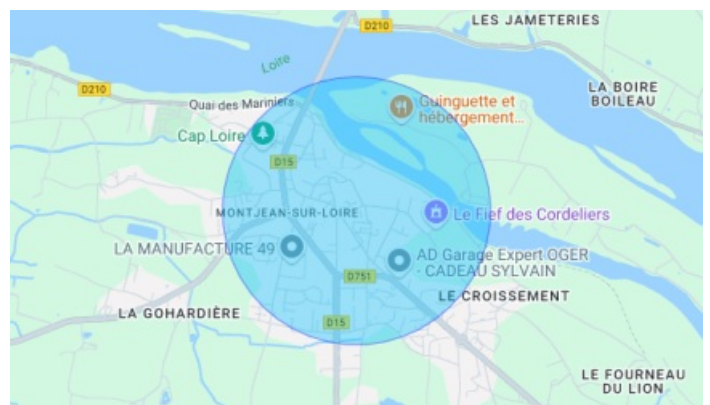 D210
LES JAMETERIES
Loire
D210
LA BOIRE
BOILEAU
Quai des Mariniers
Guinguette et
hébergement...
Cap Loire
D15
MONTJEAN-SUR-LOIRE
Le Fief des Cordeliers
LA MANUFACTURE 49
AD Garage Expert OGER
- CADEAU SYLVAIN
D751
LE CROISSEMENT
LA GOHARDIÈRE
D15
LE FOURNEAU
DU LION